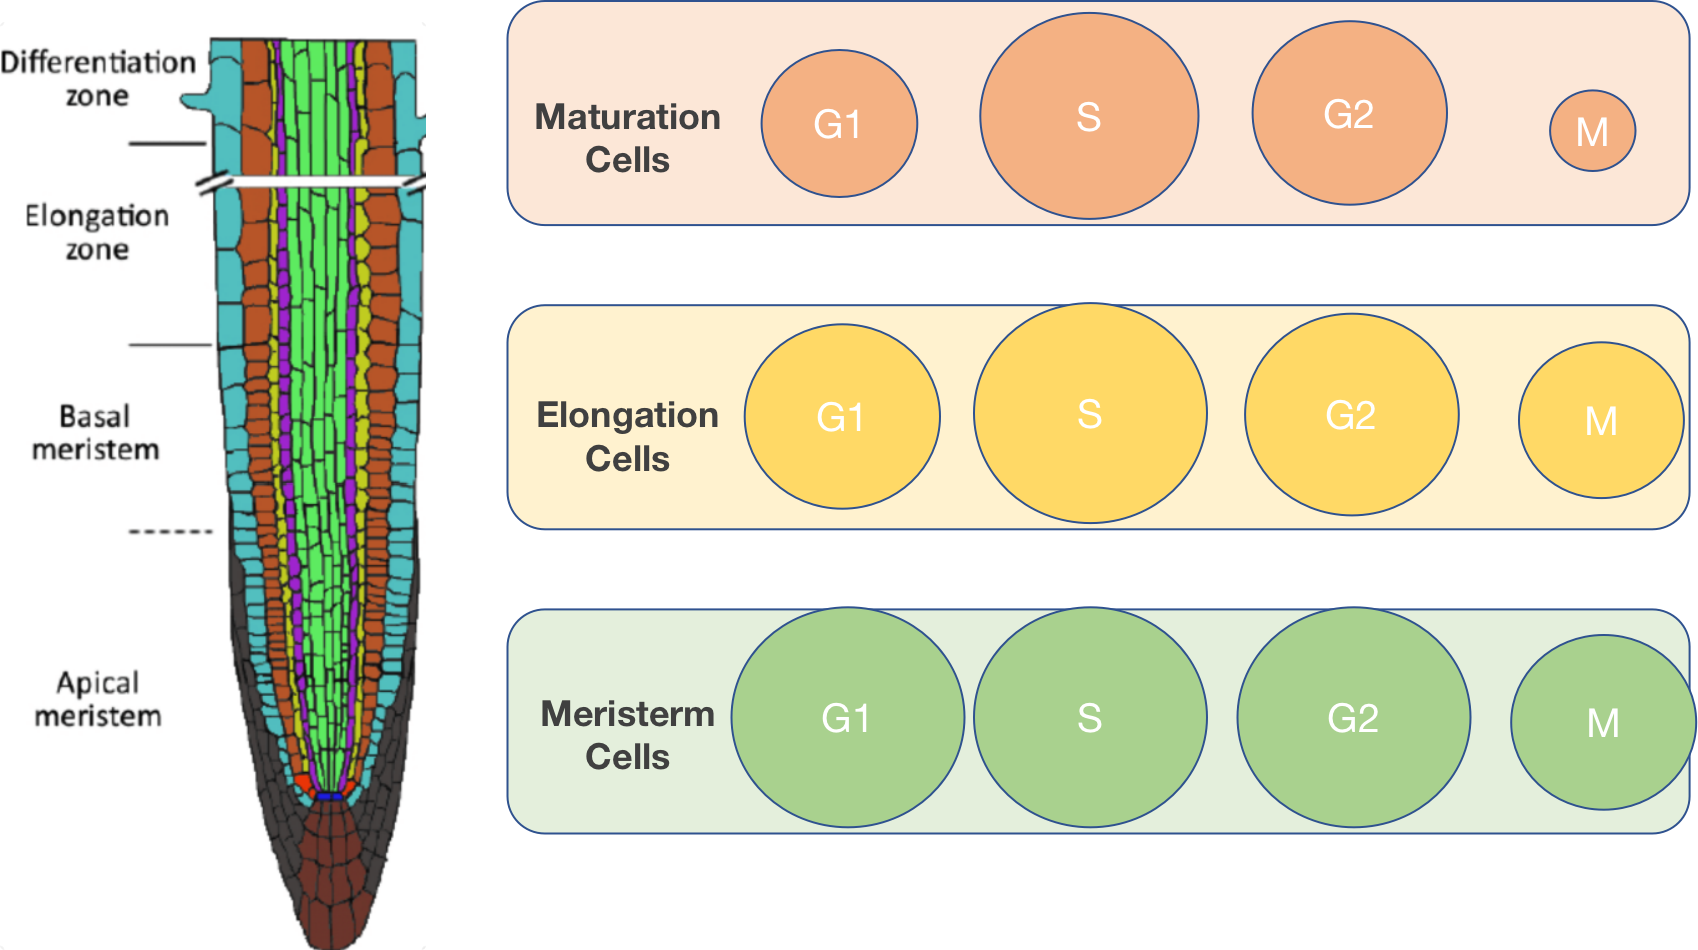 Differentiation
zone
Elongation
zone
Basal
meristem
Apical
meristem
Maturation
Cells
G1
S
G2
M
Elongation
Cells
G1
S
G2
M
Meristerm
Cells
G1
S
G2
M